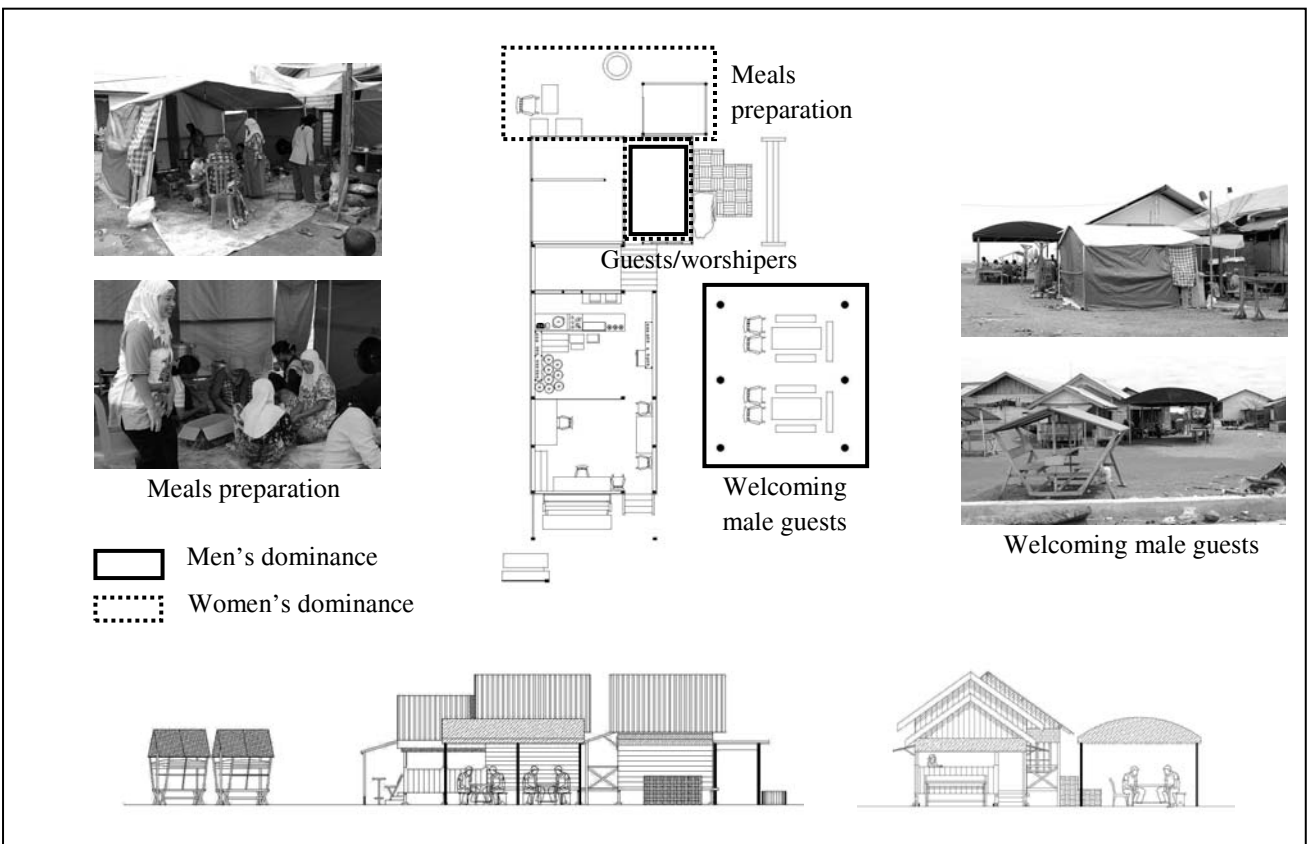 Meals
preparation
Guests/worshipers
Meals preparation
Welcoming
male guests
Welcoming male guests
Men's dominance
Women's dominance